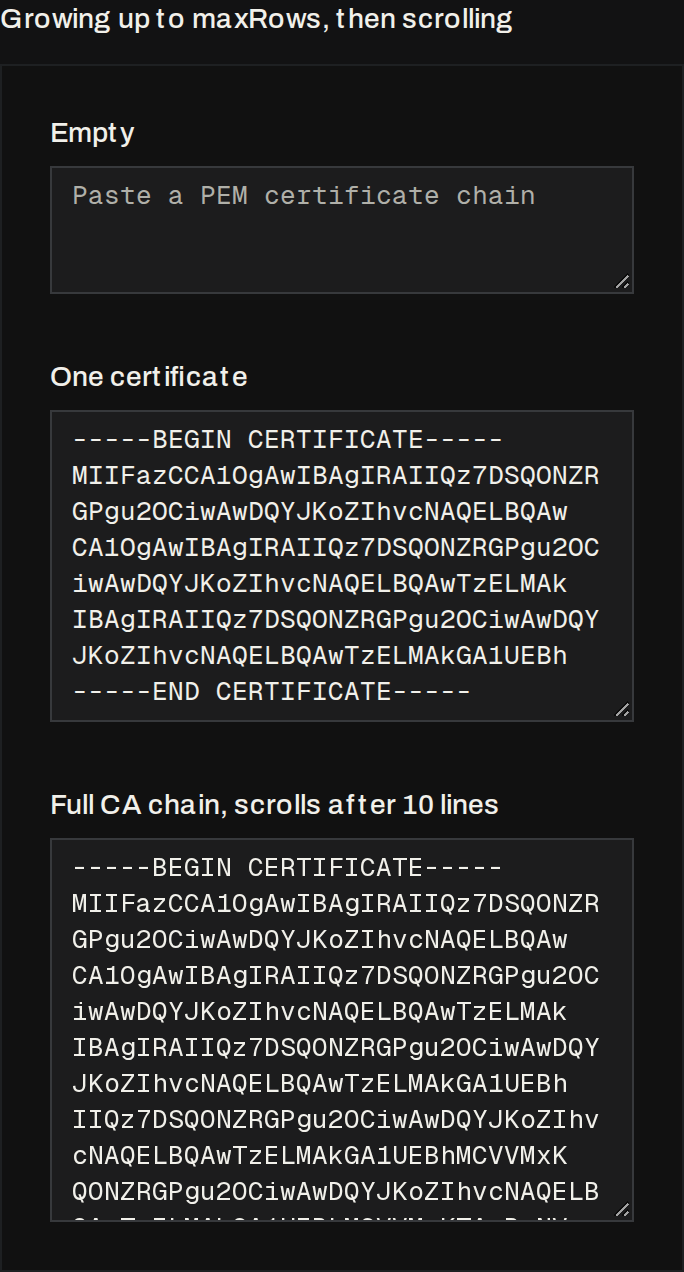 Growing up to maxRows, then scrolling
Empty
Paste a PEM certificate chain
One certificate
-----BEGIN CERTIFICATE-----
MIIFazCCA1OgAwIBAgIRAIIQz7DSQONZR
GPgu2OCiwAwDQYJKoZIhvcNAQELBQAw
CA1OgAwIBAgIRAIIQz7DSQONZRGPgu2OC
iwAwDQYJKoZIhvcNAQELBQAwTzELMAk
IBAgIRAIIQz7DSQONZRGPgu2OCiwAwDQY
JKoZIhvcNAQELBQAwTzELMAkGA1UEBh
-----END CERTIFICATE-----
Full CA chain, scrolls after 10 lines
-----BEGIN CERTIFICATE-----
MIIFazCCA1OgAwIBAgIRAIIQz7DSQONZR
GPgu2OCiwAwDQYJKoZIhvcNAQELBQAw
CA1OgAwIBAgIRAIIQz7DSQONZRGPgu2OC
iwAwDQYJKoZIhvcNAQELBQAwTzELMAk
IBAgIRAIIQz7DSQONZRGPgu2OCiwAwDQY
JKoZIhvcNAQELBQAwTzELMAkGA1UEBh
IIQz7DSQONZRGPgu2OCiwAwDQYJKoZIhv
cNAQELBQAwTzELMAkGA1UEBhMCVVMxK
QONZRGPgu2OCiwAwDQYJKoZIhvcNAQELB